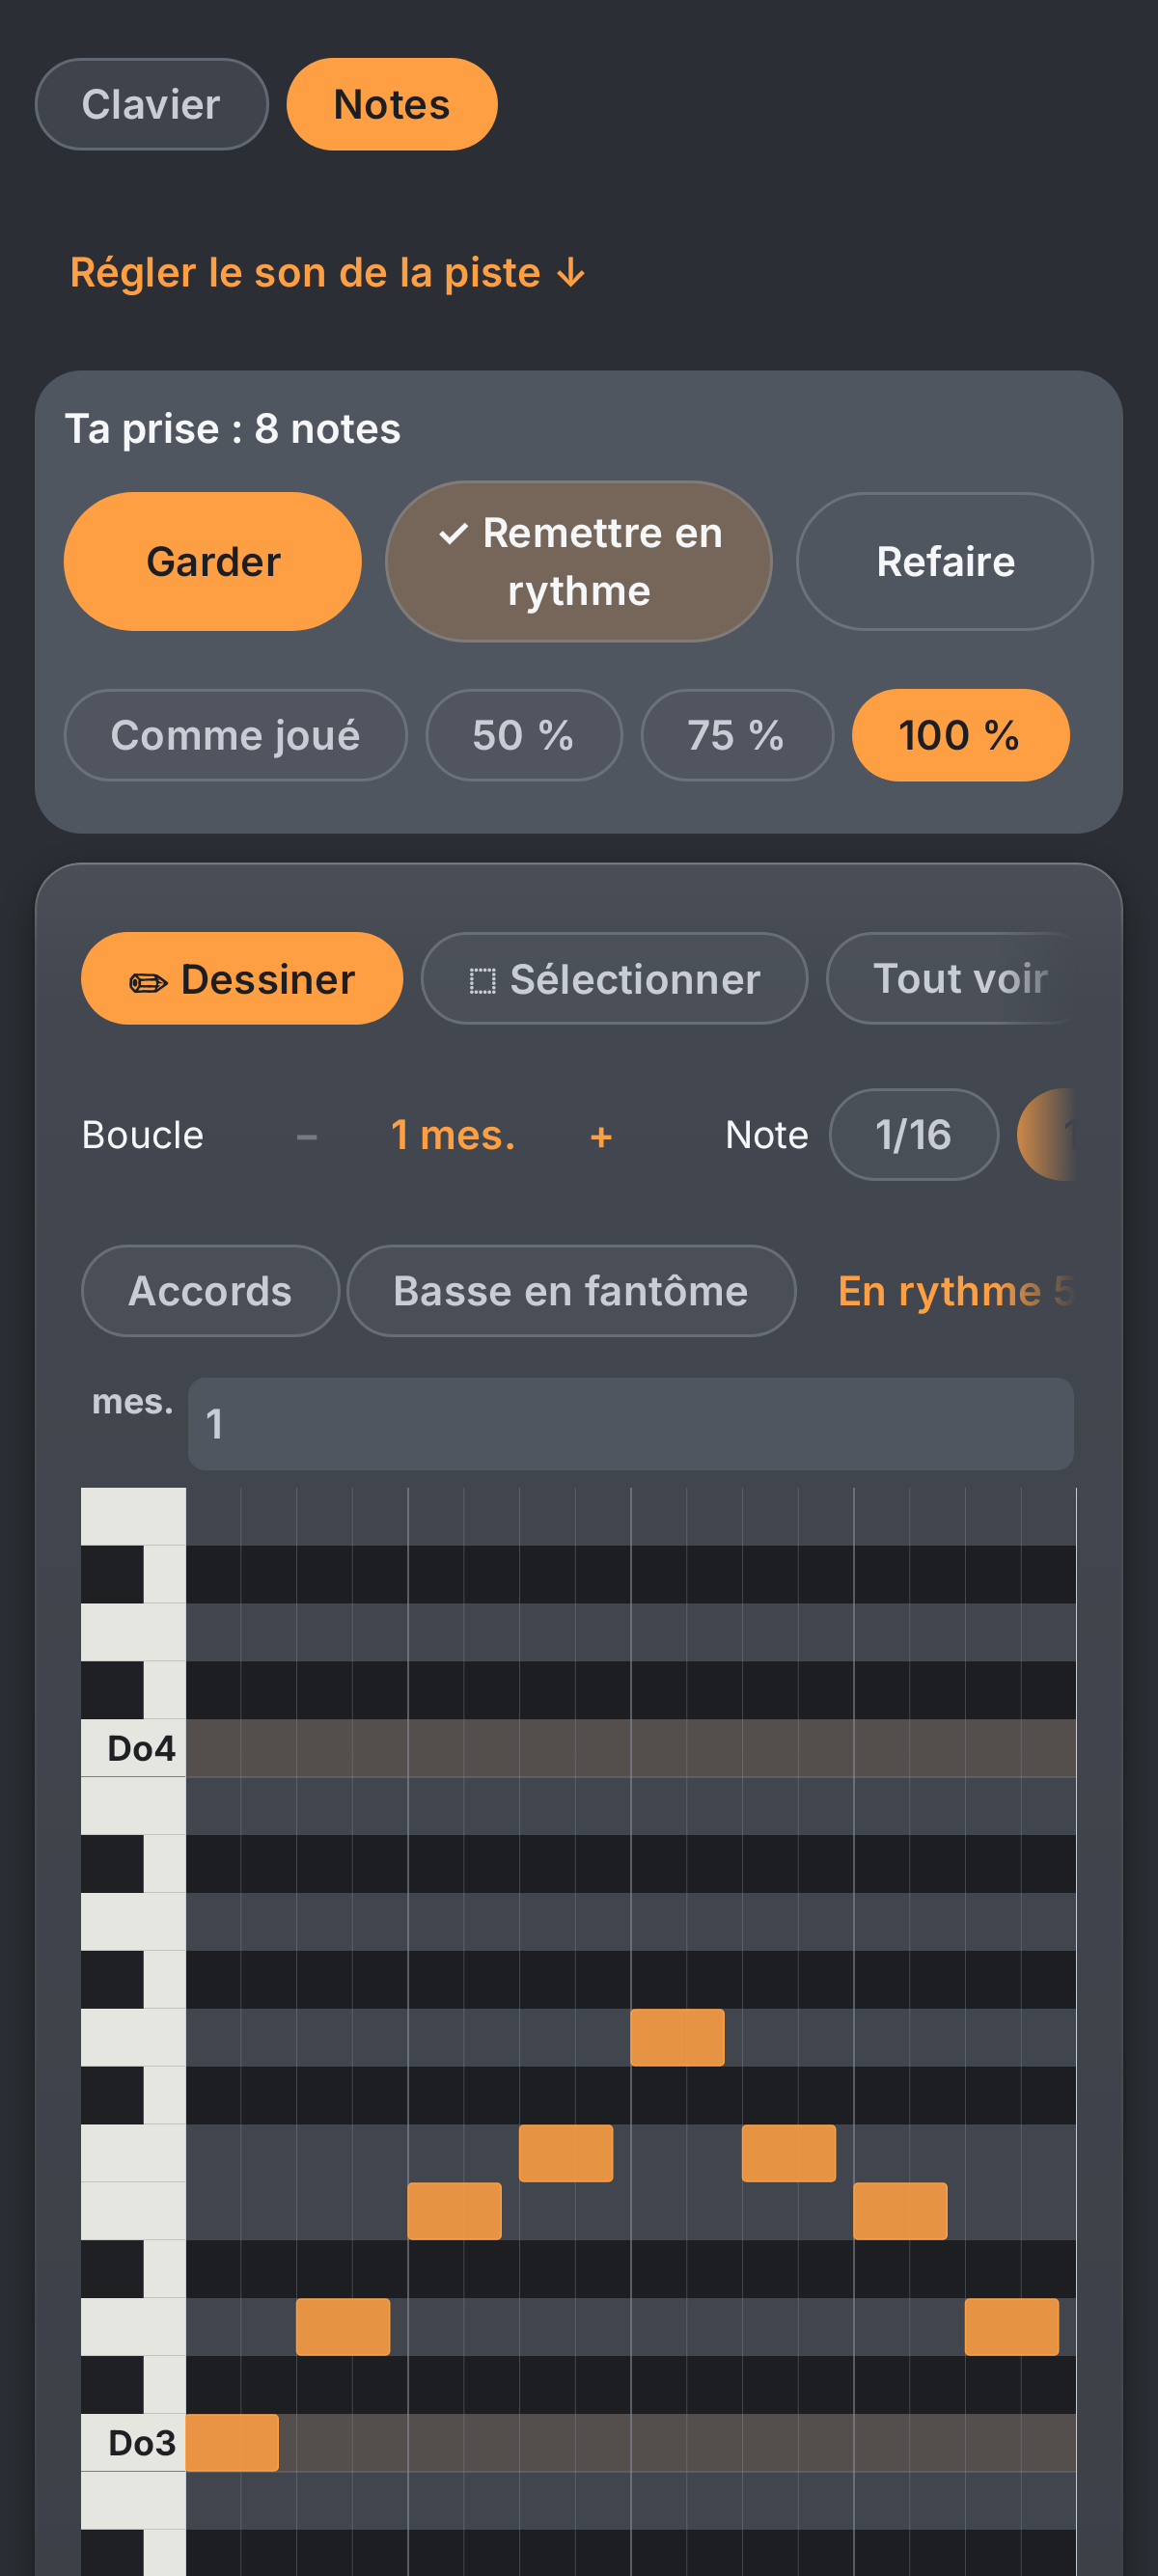 Clavier
Notes
Régler le son de la piste ↓
Ta prise : 8 notes
Garder
✓ Remettre en
rythme
Refaire
Comme joué
50 %
75 %
100 %
✏ Dessiner
Sélectionner
Tout voir
Boucle
−
1 mes.
+
Note
1/16
Accords
Basse en fantôme
En rythme 5
mes.
1
Do4
Do3